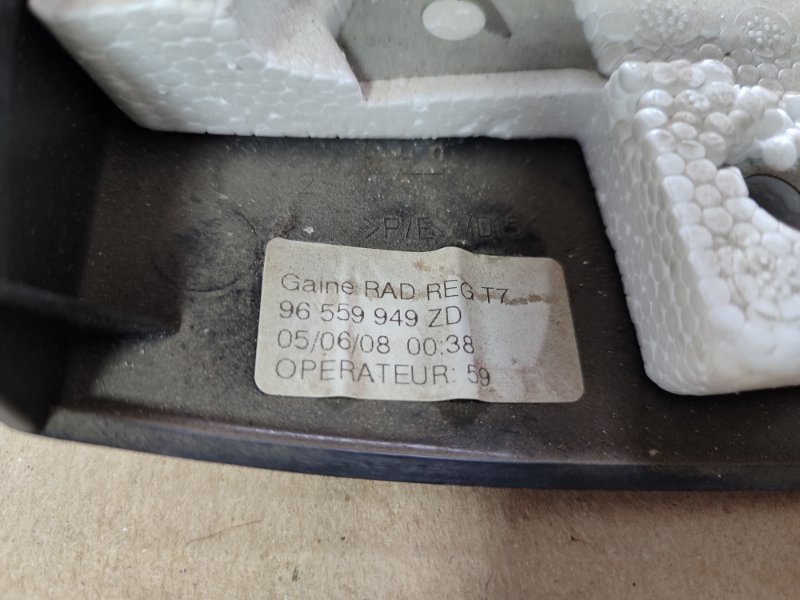 Gaine RAD REG T7
96 559 949 ZD
05/06/08 00:38
OPERATEUR: 59